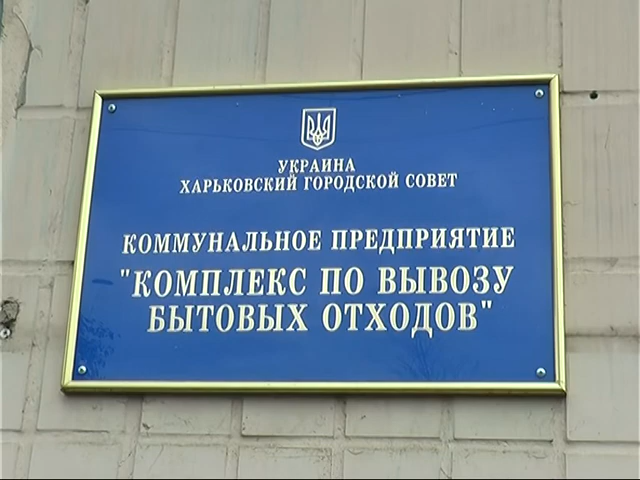 УКРАИНА
ХАРЬКОВСКИЙ ГОРОДСКОЙ СОВЕТ
КОММУНАЛЬНОЕ ПРЕДПРИЯТИЕ
"КОМПЛЕКС ПО ВЫВОЗУ
БЫТОВЫХ ОТХОДОВ"